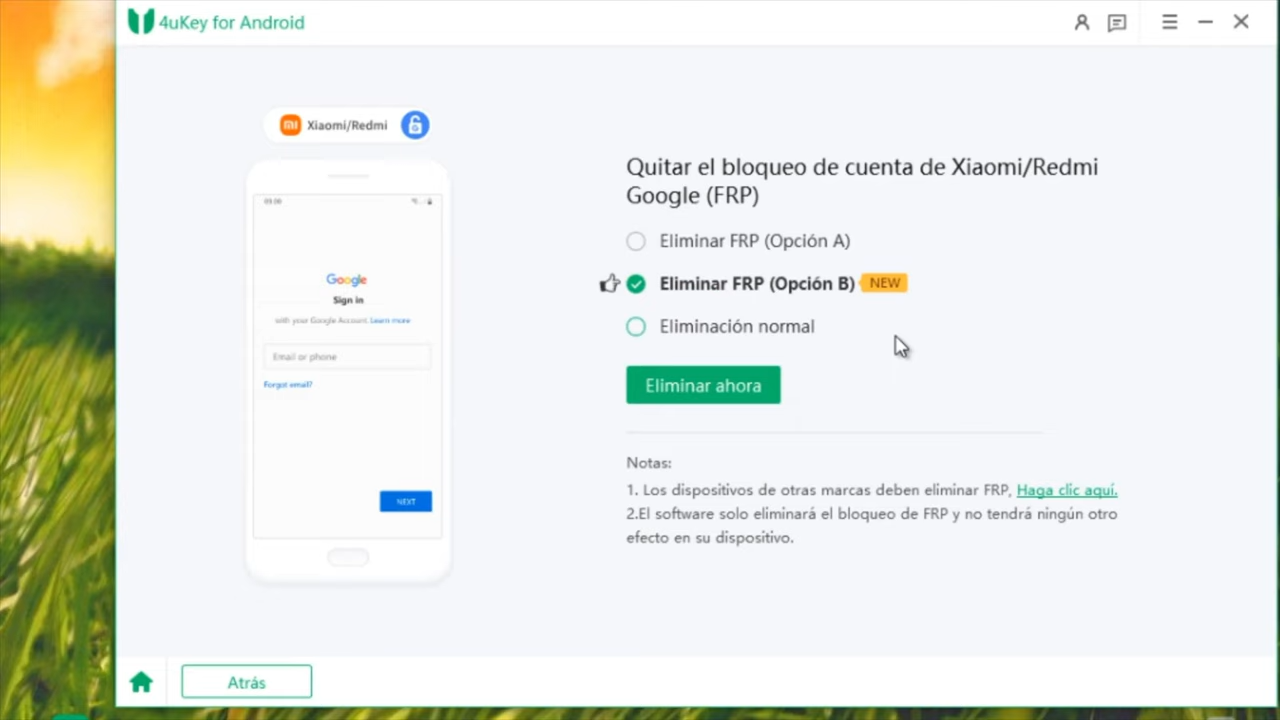 4uKey for Android
Xiaomi/Redmi
Google
Sign in
with your Google Account. Learn more
Email or phone
Forgot email?
NEXT
Quitar el bloqueo de cuenta de Xiaomi/Redmi
Google (FRP)
Eliminar FRP (Opción A)
Eliminar FRP (Opción B) NEW
Eliminación normal
Eliminar ahora
Notas:
1. Los dispositivos de otras marcas deben eliminar FRP, Haga clic aquí.
2.El software solo eliminará el bloqueo de FRP y no tendrá ningún otro
efecto en su dispositivo.
Atrás